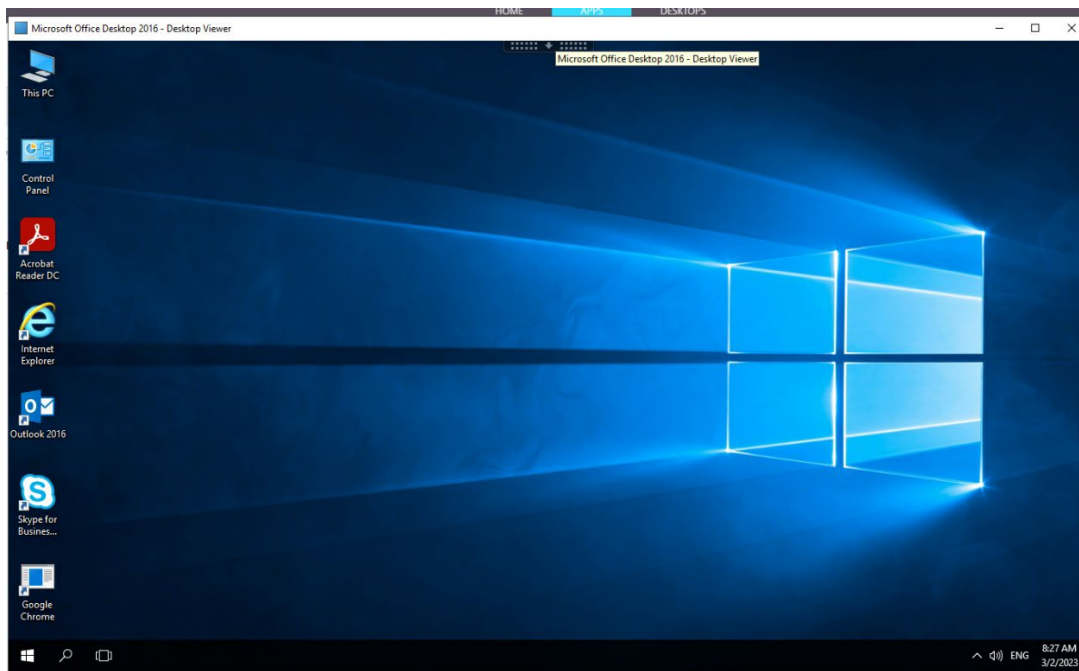 HOME APPS DESKTOPS
Microsoft Office Desktop 2016 - Desktop Viewer
Microsoft Office Desktop 2016 - Desktop Viewer
This PC
Control
Panel
Acrobat
Reader DC
Internet
Explorer
Outlook 2016
Skype for
Busines...
Google
Chrome
ENG
8:27 AM
3/2/2023